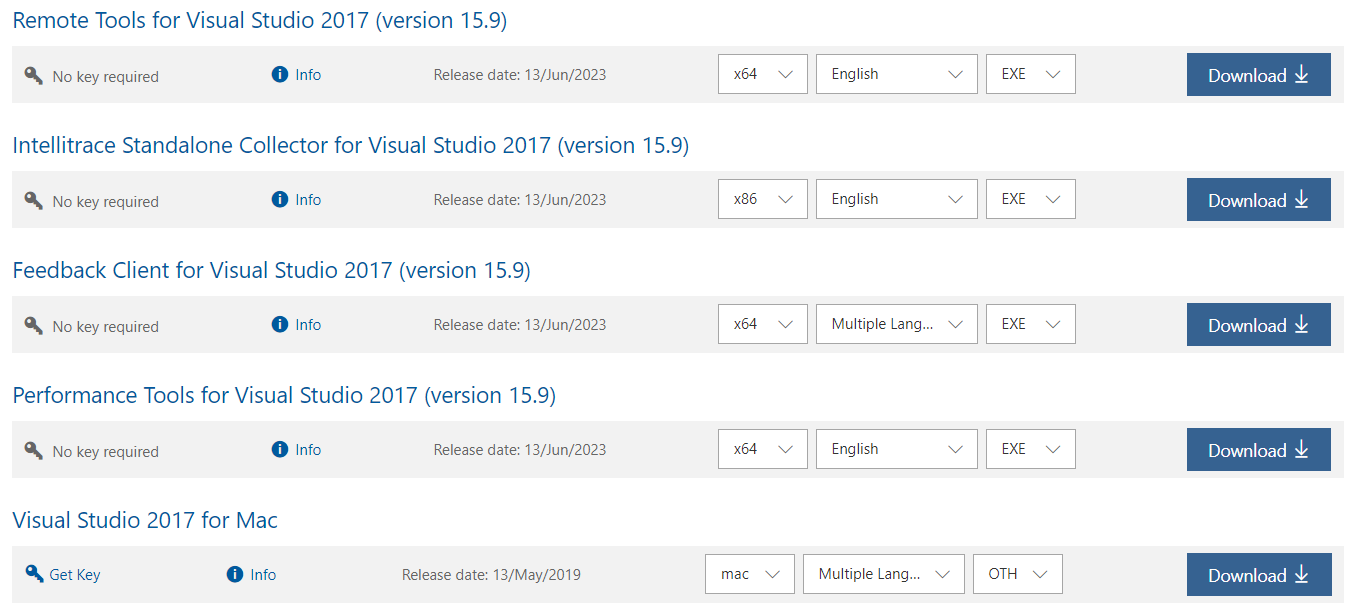 Remote Tools for Visual Studio 2017 (version 15.9)
No key required Info Release date: 13/Jun/2023 x64 English EXE Download
Intellitrace Standalone Collector for Visual Studio 2017 (version 15.9)
No key required Info Release date: 13/Jun/2023 x86 English EXE Download
Feedback Client for Visual Studio 2017 (version 15.9)
No key required Info Release date: 13/Jun/2023 x64 Multiple Lang... EXE Download
Performance Tools for Visual Studio 2017 (version 15.9)
No key required Info Release date: 13/Jun/2023 x64 English EXE Download
Visual Studio 2017 for Mac
Get Key Info Release date: 13/May/2019 mac Multiple Lang... OTH Download